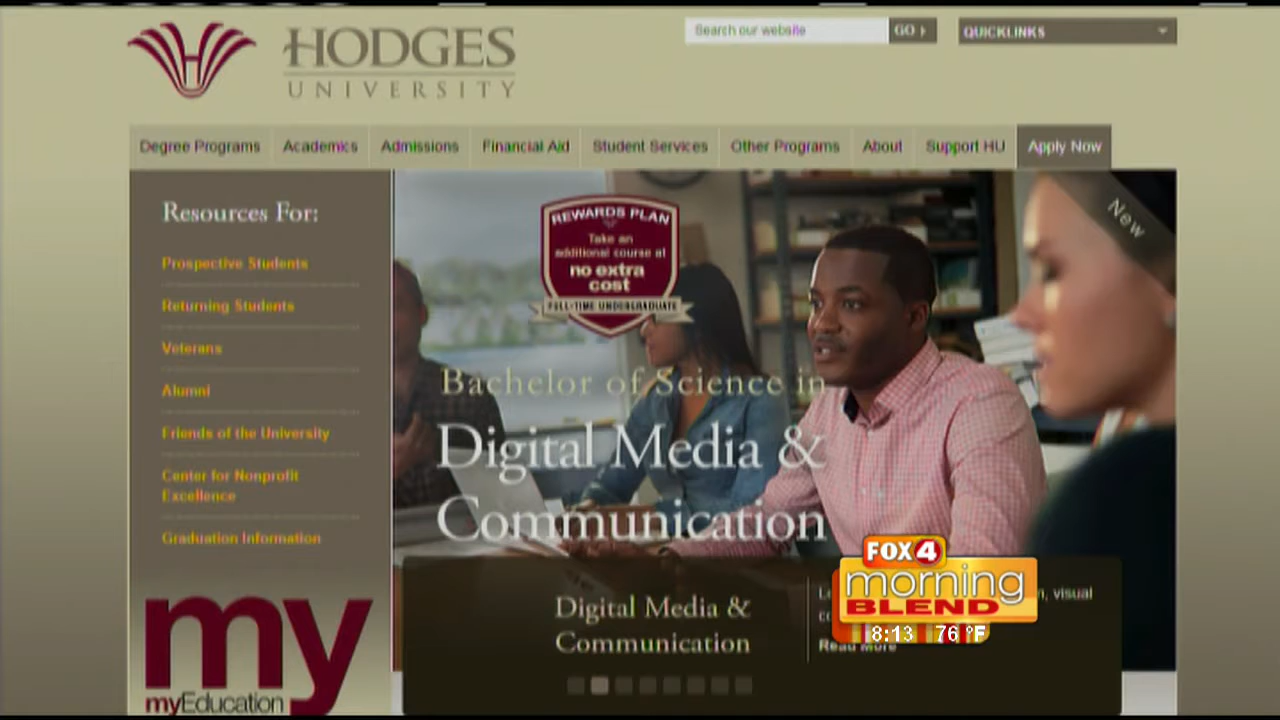 HODGES
UNIVERSITY
Search our website
GO
QUICKLINKS
Degree Programs
Academics
Admissions
Financial Aid
Student Services
Other Programs
About
Support HU
Apply Now
Resources For:
Prospective Students
Returning Students
Veterans
Alumni
Friends of the University
Center for Nonprofit
Excellence
Graduation Information
my
myEducation
New
REWARDS PLAN
Take an
additional course at
no extra
cost
FULL-TIME UNDERGRADUATE
Bachelor of Science in
Digital Media &
Communication
Digital Media &
Communication
visual
Read More
FOX 4
morning
BLEND
8:13 76 °F